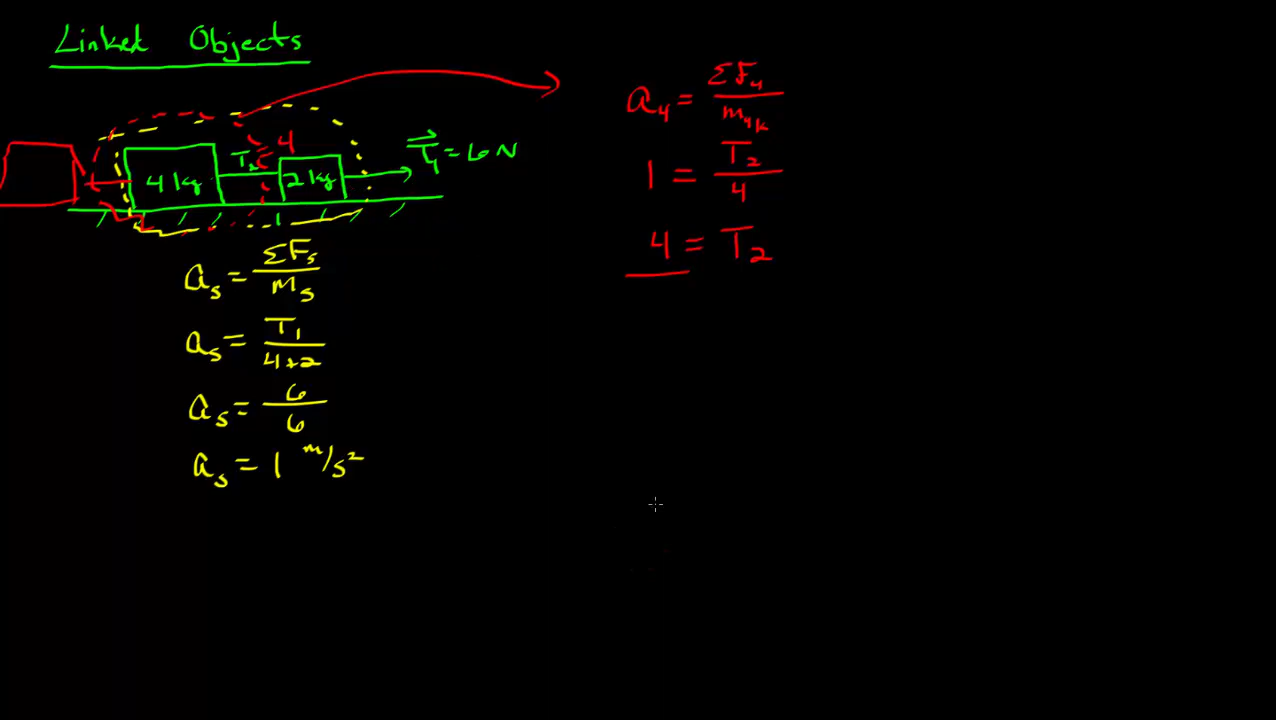 Linked Objects
4 kg T₂ = 4 2 kg T⃗₁ = 6 N
aₛ = ΣFₛ / mₛ
aₛ = T₁ / 4+2
aₛ = 6 / 6
aₛ = 1 m/s²
a₄ = ΣF₄ / m₄ₖ
1 = T₂ / 4
4 = T₂